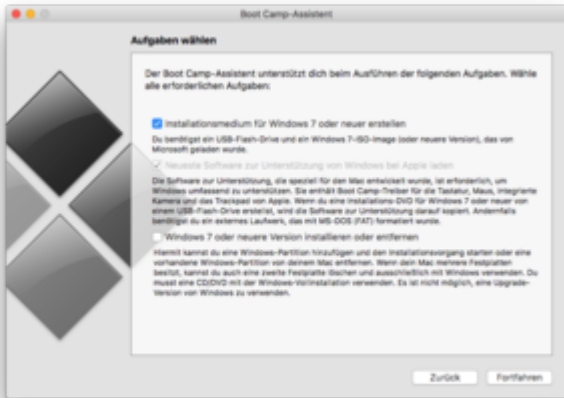 Boot Camp-Assistent
Aufgaben wählen
Der Boot Camp-Assistent unterstützt dich beim Ausführen der folgenden Aufgaben. Wähle
alle erforderlichen Aufgaben:
Installationsmedium für Windows 7 oder neuer erstellen
Du benötigst ein USB-Flash-Drive und ein Windows 7-ISO-Image (oder neuere Version), das von
Microsoft geladen wurde.
Neueste Software zur Unterstützung von Windows bei Apple laden
Die Software zur Unterstützung, die speziell für den Mac entwickelt wurde, ist erforderlich, um
Windows umfassend zu unterstützen. Sie enthält Boot Camp-Treiber für die Tastatur, Maus, integrierte
Kamera und das Trackpad von Apple. Wenn du eine Installations-DVD für Windows 7 oder neuer von
einem USB-Flash-Drive erstellst, wird die Software zur Unterstützung darauf kopiert. Andernfalls
benötigst du ein externes Laufwerk, das mit MS-DOS (FAT) formatiert wurde.
Windows 7 oder neuere Version installieren oder entfernen
Hiermit kannst du eine Windows-Partition hinzufügen und den Installationsvorgang starten oder eine
vorhandene Windows-Partition von deinem Mac entfernen. Wenn dein Mac mehrere Festplatten
besitzt, kannst du auch eine zweite Festplatte löschen und ausschließlich mit Windows verwenden. Du
musst eine CD/DVD mit der Windows-Vollinstallation verwenden. Es ist nicht möglich, eine Upgrade-
Version von Windows zu verwenden.
Zurück
Fortfahren